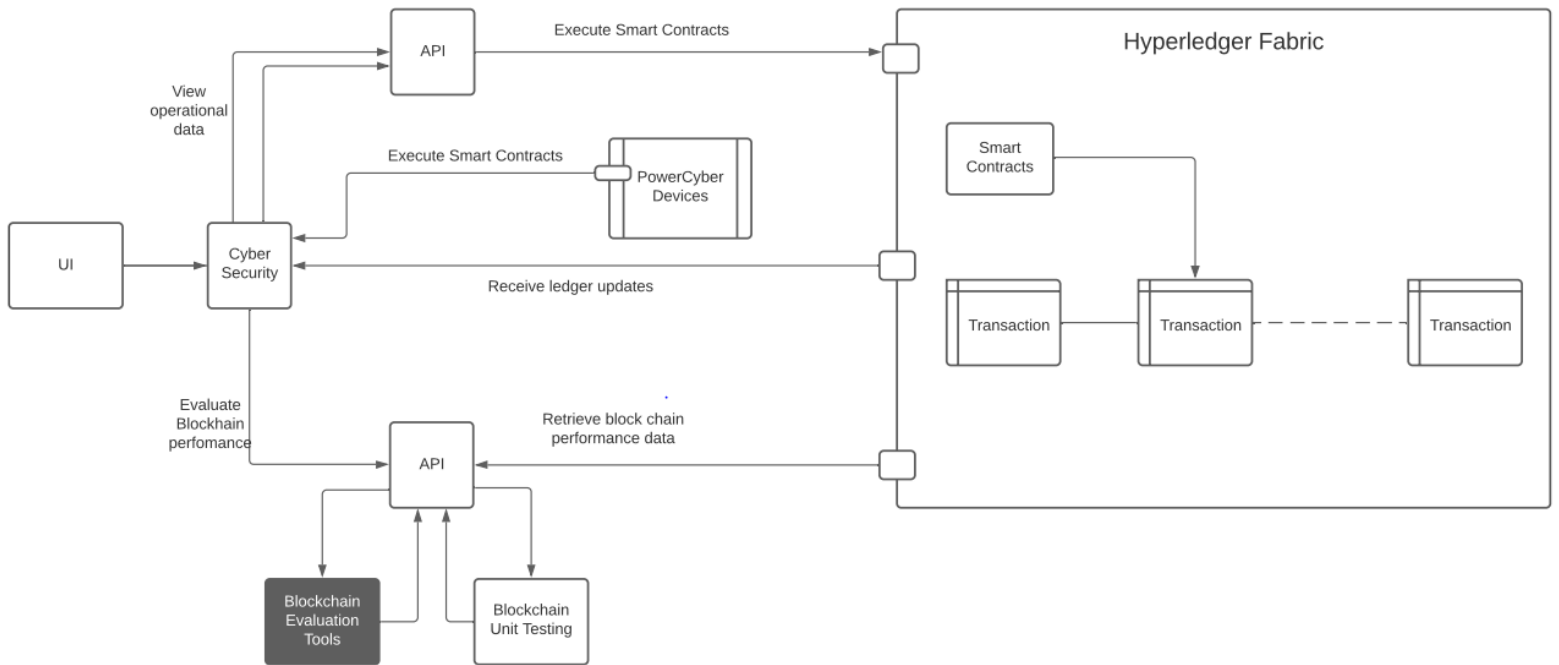 API
Execute Smart Contracts
Hyperledger Fabric
View
operational
data
Smart
Contracts
Execute Smart Contracts
PowerCyber
Devices
UI
Cyber
Security
Receive ledger updates
Transaction
Transaction
Transaction
Evaluate
Blockhain
perfomance
API
Retrieve block chain
performance data
Blockchain
Evaluation
Tools
Blockchain
Unit Testing